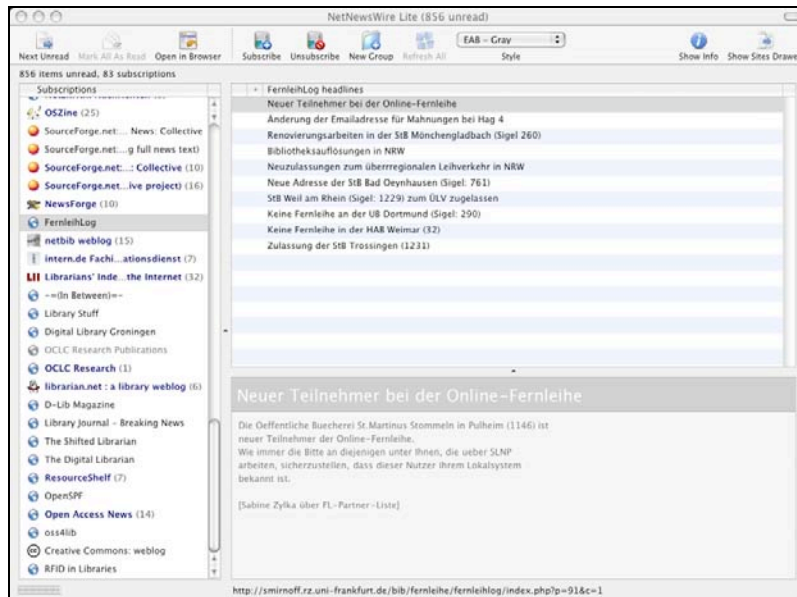 NetNewsWire Lite (856 unread)
Next Unread Mark All As Read Open in Browser Subscribe Unsubscribe New Group Refresh All EAB - Gray Style Show Info Show Sites Drawe
856 items unread, 83 subscriptions
Subscriptions
OSZine (25)
SourceForge.net:... News: Collective
SourceForge.net:...g full news text)
SourceForge.net:...: Collective (10)
SourceForge.net...ive project) (16)
NewsForge (10)
FernleihLog
netbib weblog (15)
intern.de Fachi...ationsdienst (7)
Librarians' Inde...the Internet (32)
-=(In Between)=-
Library Stuff
Digital Library Groningen
OCLC Research Publications
OCLC Research (1)
librarian.net : a library weblog (6)
D-Lib Magazine
Library Journal - Breaking News
The Shifted Librarian
The Digital Librarian
ResourceShelf (7)
OpenSPF
Open Access News (14)
oss4lib
Creative Commons: weblog
RFID in Libraries
FernleihLog headlines
Neuer Teilnehmer bei der Online-Fernleihe
Änderung der Emailadresse für Mahnungen bei Hag 4
Renovierungsarbeiten in der StB Mönchengladbach (Sigel 260)
Bibliotheksauflösungen in NRW
Neuzulassungen zum überrregionalen Leihverkehr in NRW
Neue Adresse der StB Bad Oeynhausen (Sigel: 761)
StB Weil am Rhein (Sigel: 1229) zum ÜLV zugelassen
Keine Fernleihe an der UB Dortmund (Sigel: 290)
Keine Fernleihe in der HAB Weimar (32)
Zulassung der StB Trossingen (1231)
Neuer Teilnehmer bei der Online-Fernleihe
Die Oeffentliche Buecherei St.Martinus Stommeln in Pulheim (1146) ist
neuer Teilnehmer der Online-Fernleihe.
Wie immer die Bitte an diejenigen unter Ihnen, die ueber SLNP
arbeiten, sicherzustellen, dass dieser Nutzer Ihrem Lokalsystem
bekannt ist.
[Sabine Zylka über FL-Partner-Liste]
http://smirnoff.rz.uni-frankfurt.de/bib/fernleihe/fernleihlog/index.php?p=91&c=1